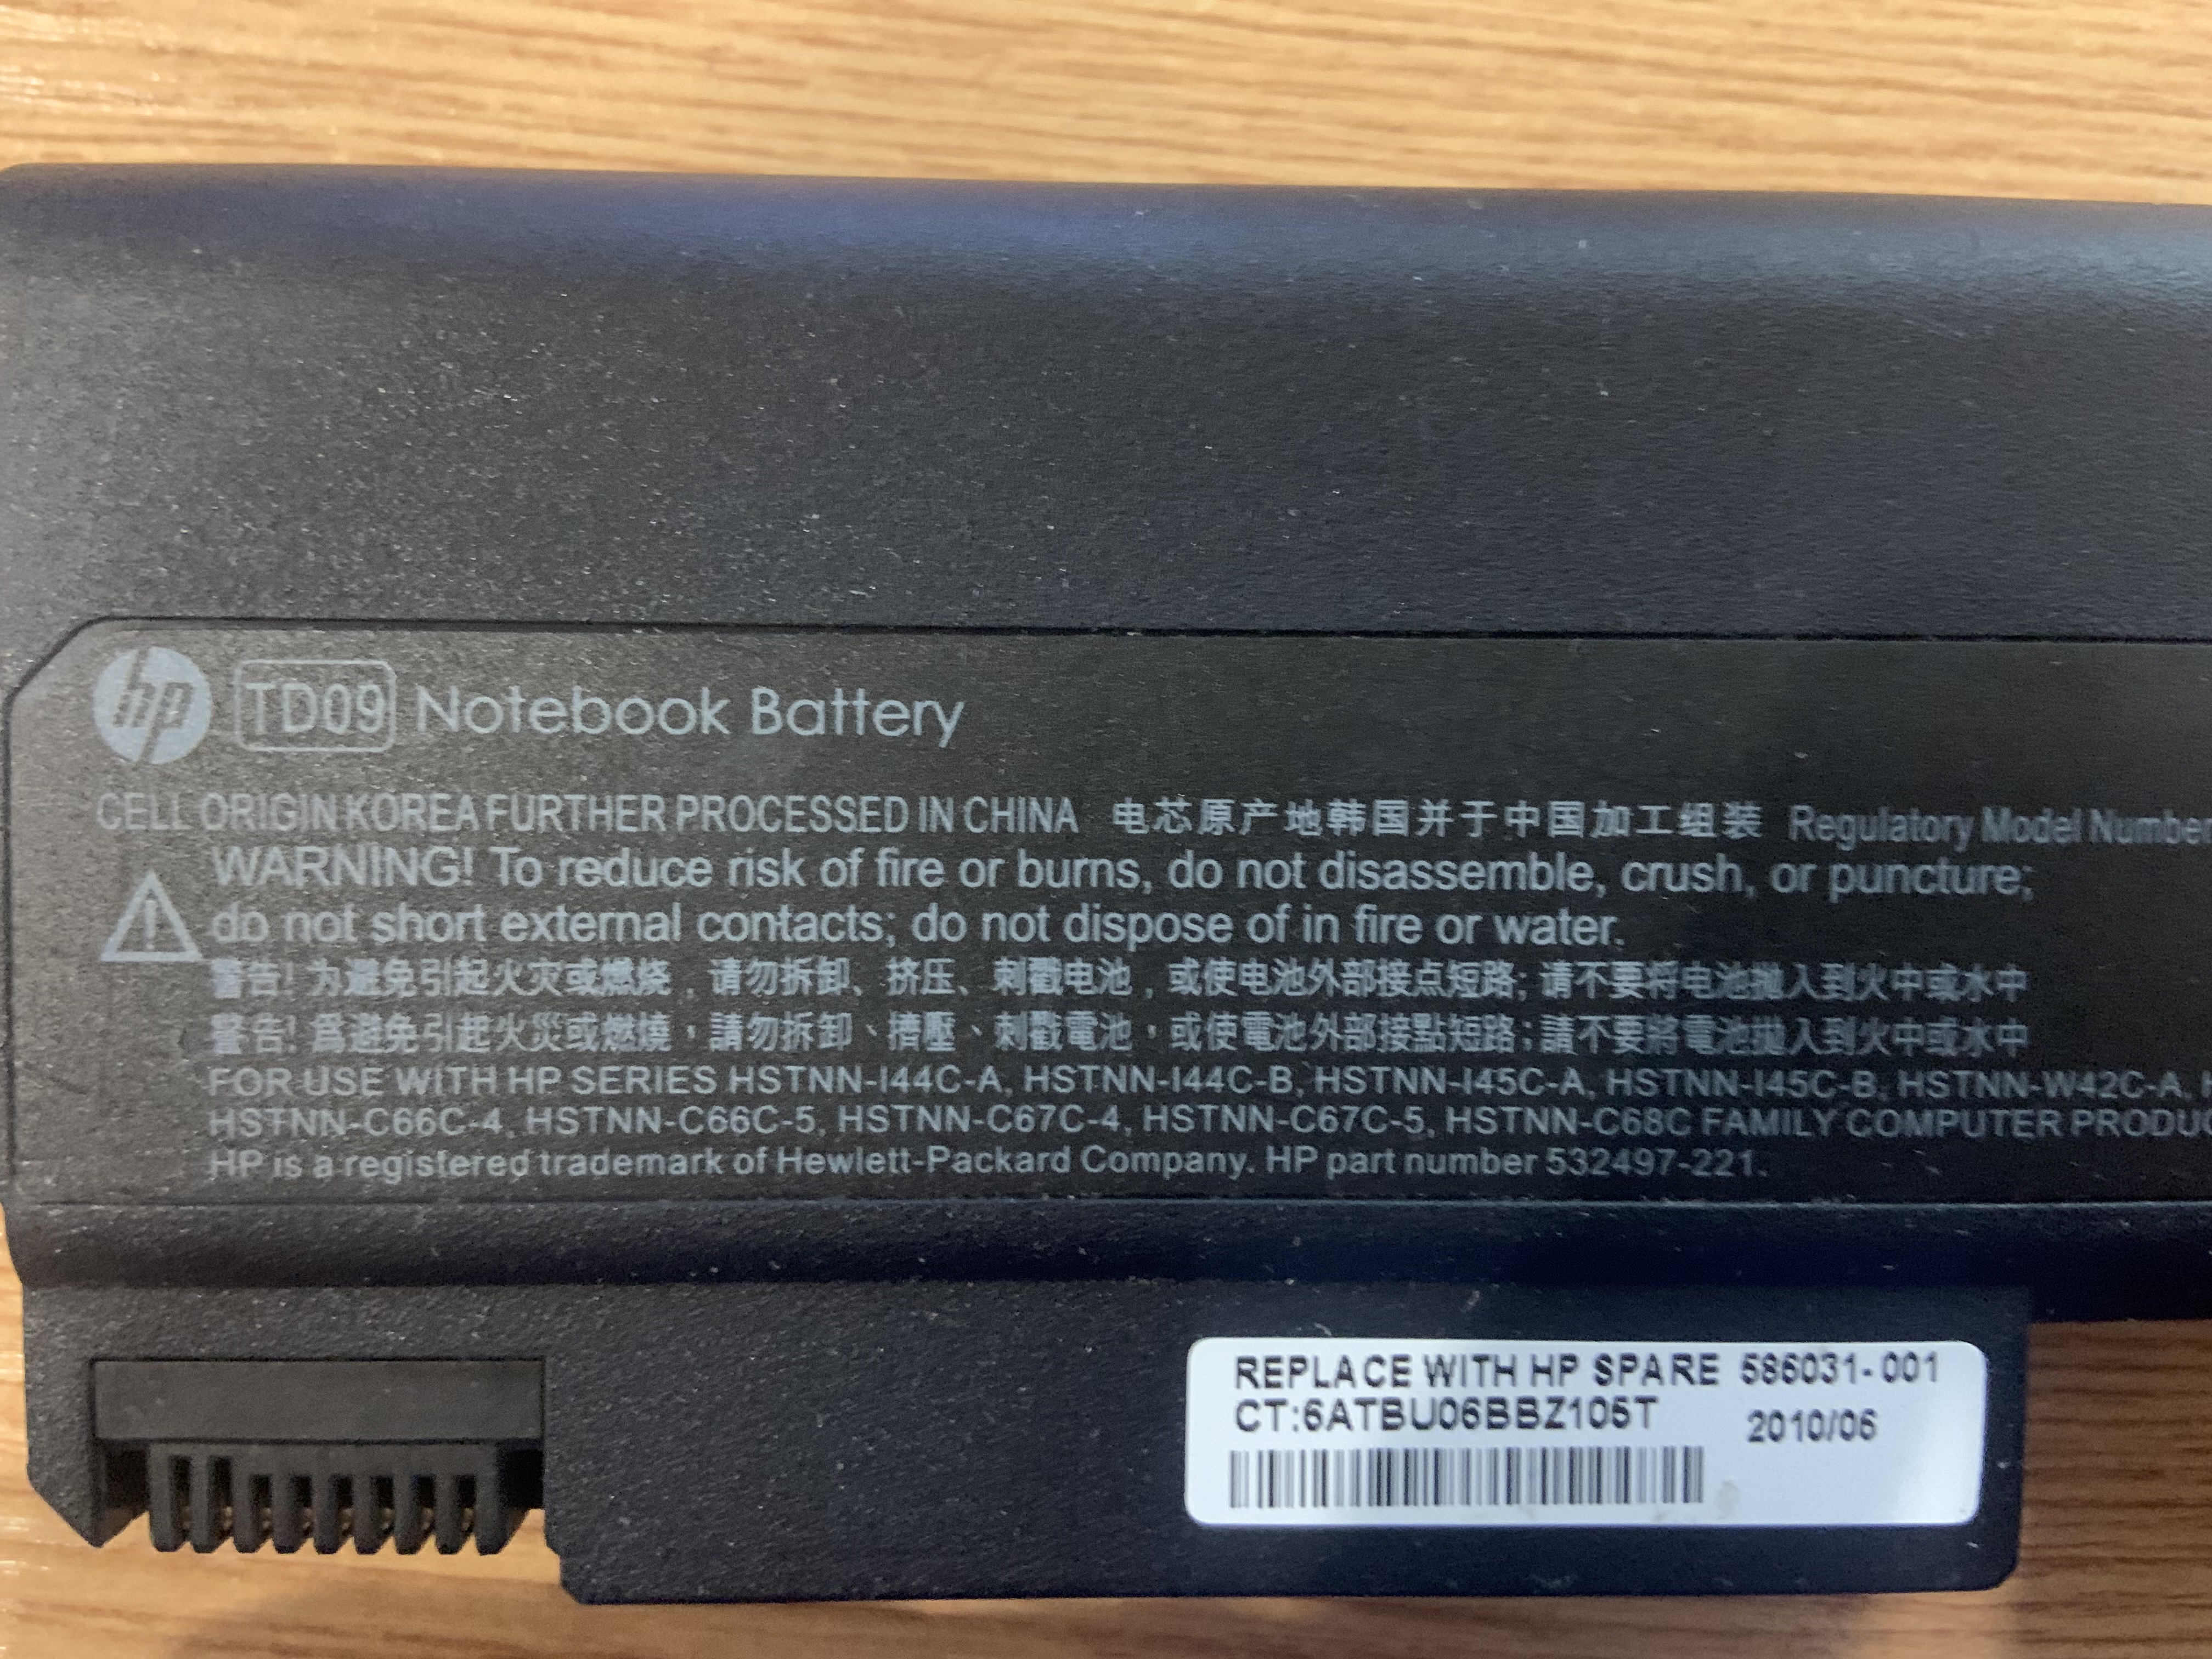 hp TD09 Notebook Battery
CELL ORIGIN KOREA FURTHER PROCESSED IN CHINA 电芯原产地韩国并于中国加工组装 Regulatory Model Number
WARNING! To reduce risk of fire or burns, do not disassemble, crush, or puncture;
do not short external contacts; do not dispose of in fire or water.
警告! 为避免引起火灾或燃烧，请勿拆卸、挤压、刺戳电池，或使电池外部接点短路; 请不要将电池抛入到火中或水中
警告! 為避免引起火災或燃燒，請勿拆卸、擠壓、刺戳電池，或使電池外部接點短路；請不要將電池拋入到火中或水中
FOR USE WITH HP SERIES HSTNN-I44C-A, HSTNN-I44C-B, HSTNN-I45C-A, HSTNN-I45C-B, HSTNN-W42C-A,
HSTNN-C66C-4, HSTNN-C66C-5, HSTNN-C67C-4, HSTNN-C67C-5, HSTNN-C68C FAMILY COMPUTER
HP is a registered trademark of Hewlett-Packard Company. HP part number 532497-221.
REPLACE WITH HP SPARE 586031-001
CT:6ATBU06BBZ106T 2010/06